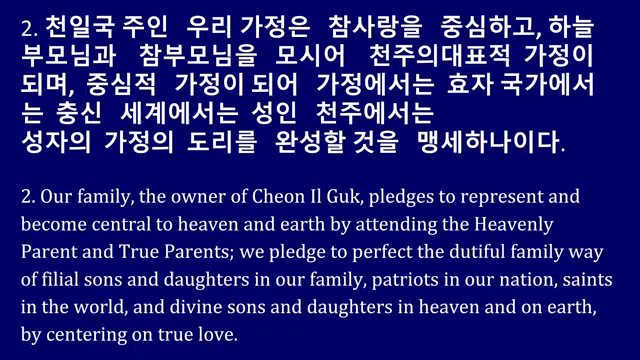 2. 천일국 주인 우리 가정은 참사랑을 중심하고, 하늘
부모님과 참부모님을 모시어 천주의대표적 가정이
되며, 중심적 가정이 되어 가정에서는 효자 국가에서
는 충신 세계에서는 성인 천주에서는
성자의 가정의 도리를 완성할 것을 맹세하나이다.
2. Our family, the owner of Cheon Il Guk, pledges to represent and
become central to heaven and earth by attending the Heavenly
Parent and True Parents; we pledge to perfect the dutiful family way
of filial sons and daughters in our family, patriots in our nation, saints
in the world, and divine sons and daughters in heaven and on earth,
by centering on true love.